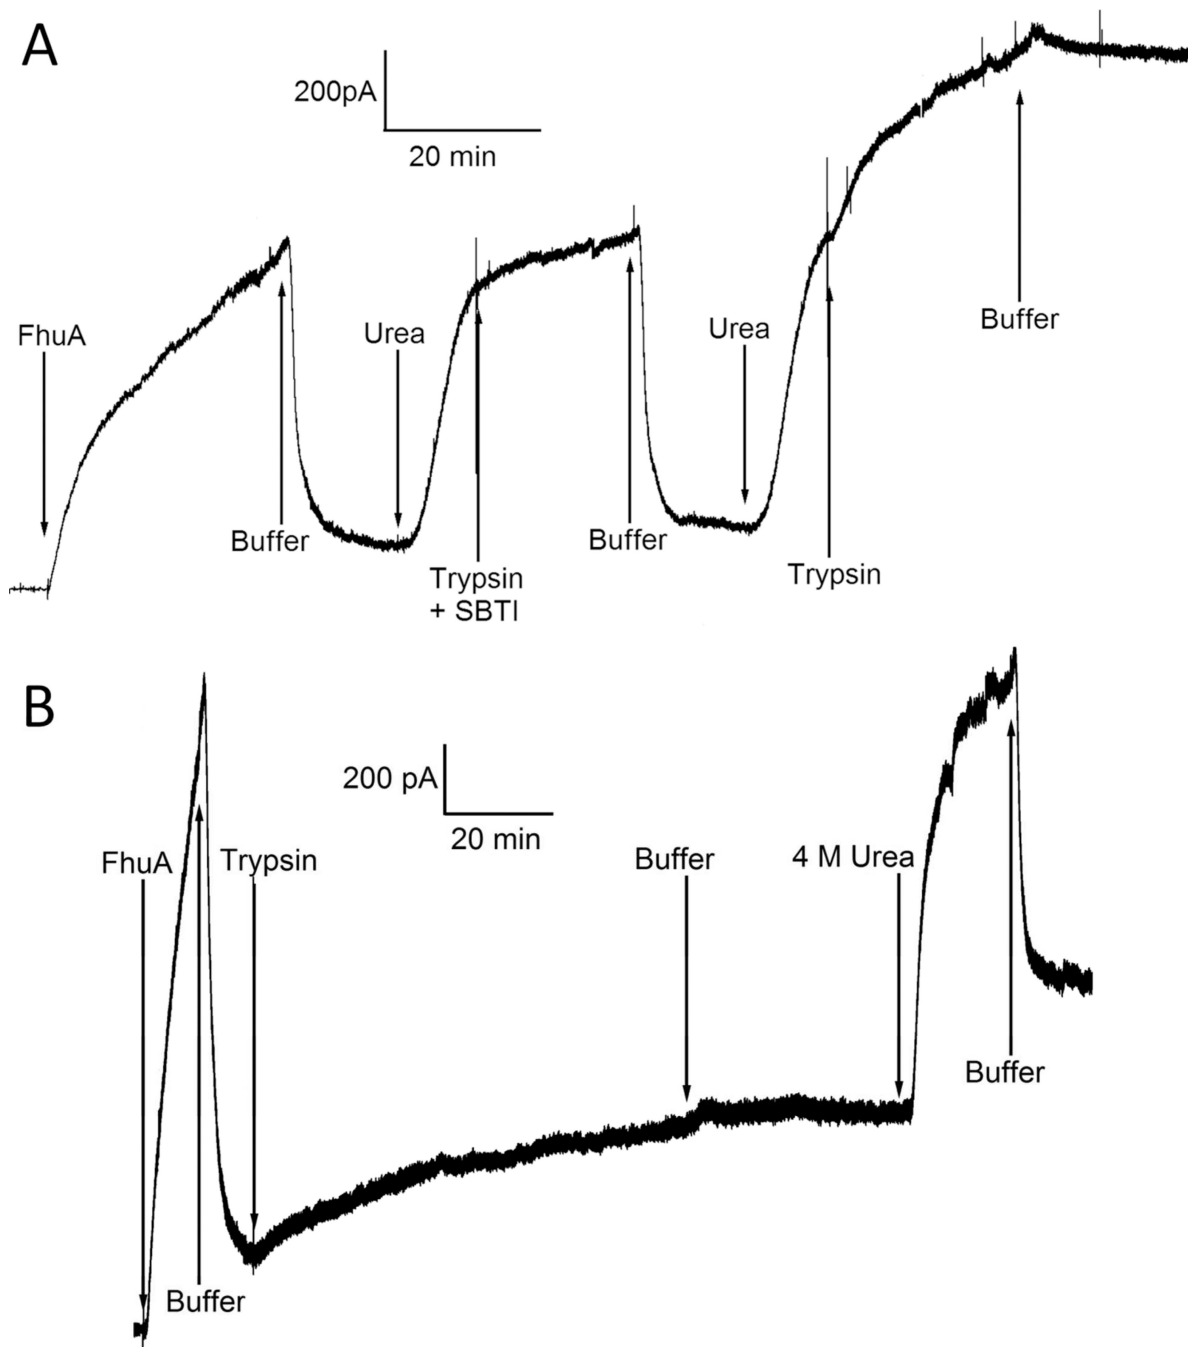 A
200pA
20 min
FhuA
Buffer
Urea
Trypsin
+ SBTI
Buffer
Urea
Trypsin
Buffer
B
200 pA
20 min
FhuA
Buffer
Trypsin
Buffer
4 M Urea
Buffer